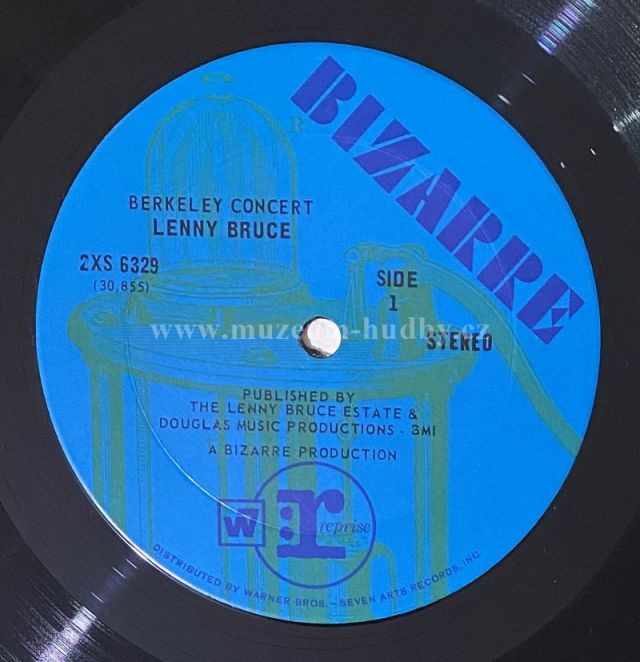 BIZARRE
R
BERKELEY CONCERT
LENNY BRUCE
2XS 6329
(30,855)
SIDE
1
STEREO
www.muzeum-hudby.cz
PUBLISHED BY
THE LENNY BRUCE ESTATE &
DOUGLAS MUSIC PRODUCTIONS - BMI
A BIZARRE PRODUCTION
W
r: reprise
DISTRIBUTED BY WARNER BROS. – SEVEN ARTS RECORDS, INC.